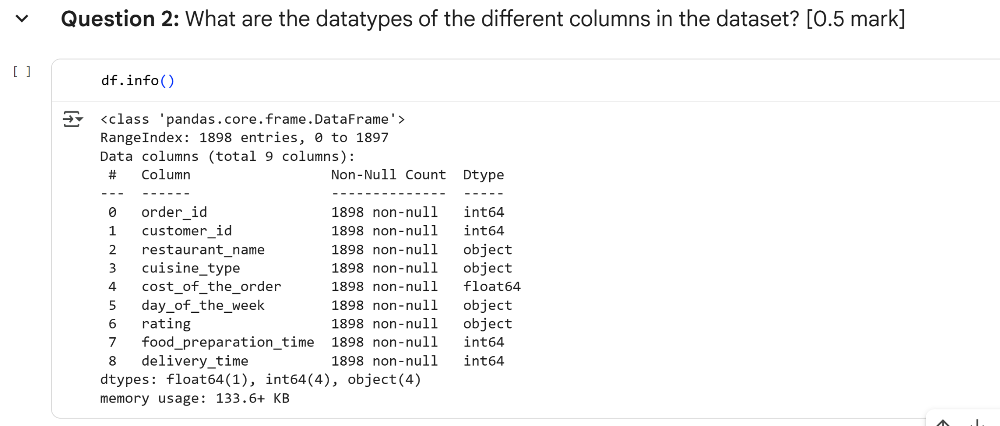 Question 2: What are the datatypes of the different columns in the dataset? [0.5 mark]
[ ]
df.info()
<class 'pandas.core.frame.DataFrame'>
RangeIndex: 1898 entries, 0 to 1897
Data columns (total 9 columns):
 #   Column                 Non-Null Count  Dtype
---  ------                 --------------  -----
 0   order_id               1898 non-null   int64
 1   customer_id            1898 non-null   int64
 2   restaurant_name        1898 non-null   object
 3   cuisine_type           1898 non-null   object
 4   cost_of_the_order      1898 non-null   float64
 5   day_of_the_week        1898 non-null   object
 6   rating                 1898 non-null   object
 7   food_preparation_time  1898 non-null   int64
 8   delivery_time          1898 non-null   int64
dtypes: float64(1), int64(4), object(4)
memory usage: 133.6+ KB